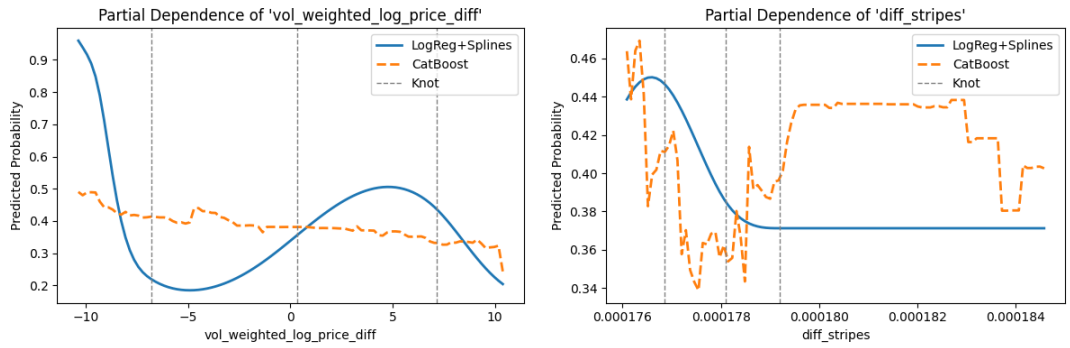 Partial Dependence of 'vol_weighted_log_price_diff'
LogReg+Splines
CatBoost
Knot
Predicted Probability
0.9
0.8
0.7
0.6
0.5
0.4
0.3
0.2
−10
−5
0
5
10
vol_weighted_log_price_diff
Partial Dependence of 'diff_stripes'
LogReg+Splines
CatBoost
Knot
Predicted Probability
0.46
0.44
0.42
0.40
0.38
0.36
0.34
0.000176
0.000178
0.000180
0.000182
0.000184
diff_stripes